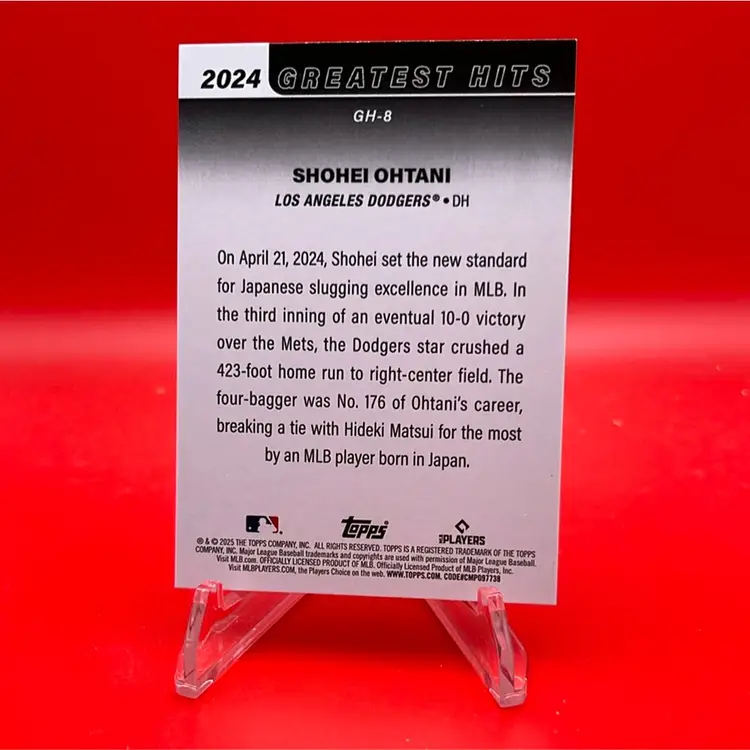 2024 GREATEST HITS
GH-8
SHOHEI OHTANI
LOS ANGELES DODGERS® • DH
On April 21, 2024, Shohei set the new standard
for Japanese slugging excellence in MLB. In
the third inning of an eventual 10-0 victory
over the Mets, the Dodgers star crushed a
423-foot home run to right-center field. The
four-bagger was No. 176 of Ohtani's career,
breaking a tie with Hideki Matsui for the most
by an MLB player born in Japan.
topps
MLB PLAYERS
® & © 2025 THE TOPPS COMPANY, INC. ALL RIGHTS RESERVED. TOPPS IS A REGISTERED TRADEMARK OF THE TOPPS
COMPANY, INC. Major League Baseball trademarks and copyrights are used with permission of Major League Baseball.
Visit MLB.com. OFFICIALLY LICENSED PRODUCT OF MLB. Officially Licensed Product of MLB Players, Inc.
Visit MLBPLAYERS.com, the Players Choice on the web. WWW.TOPPS.COM. CODE#CMP097738